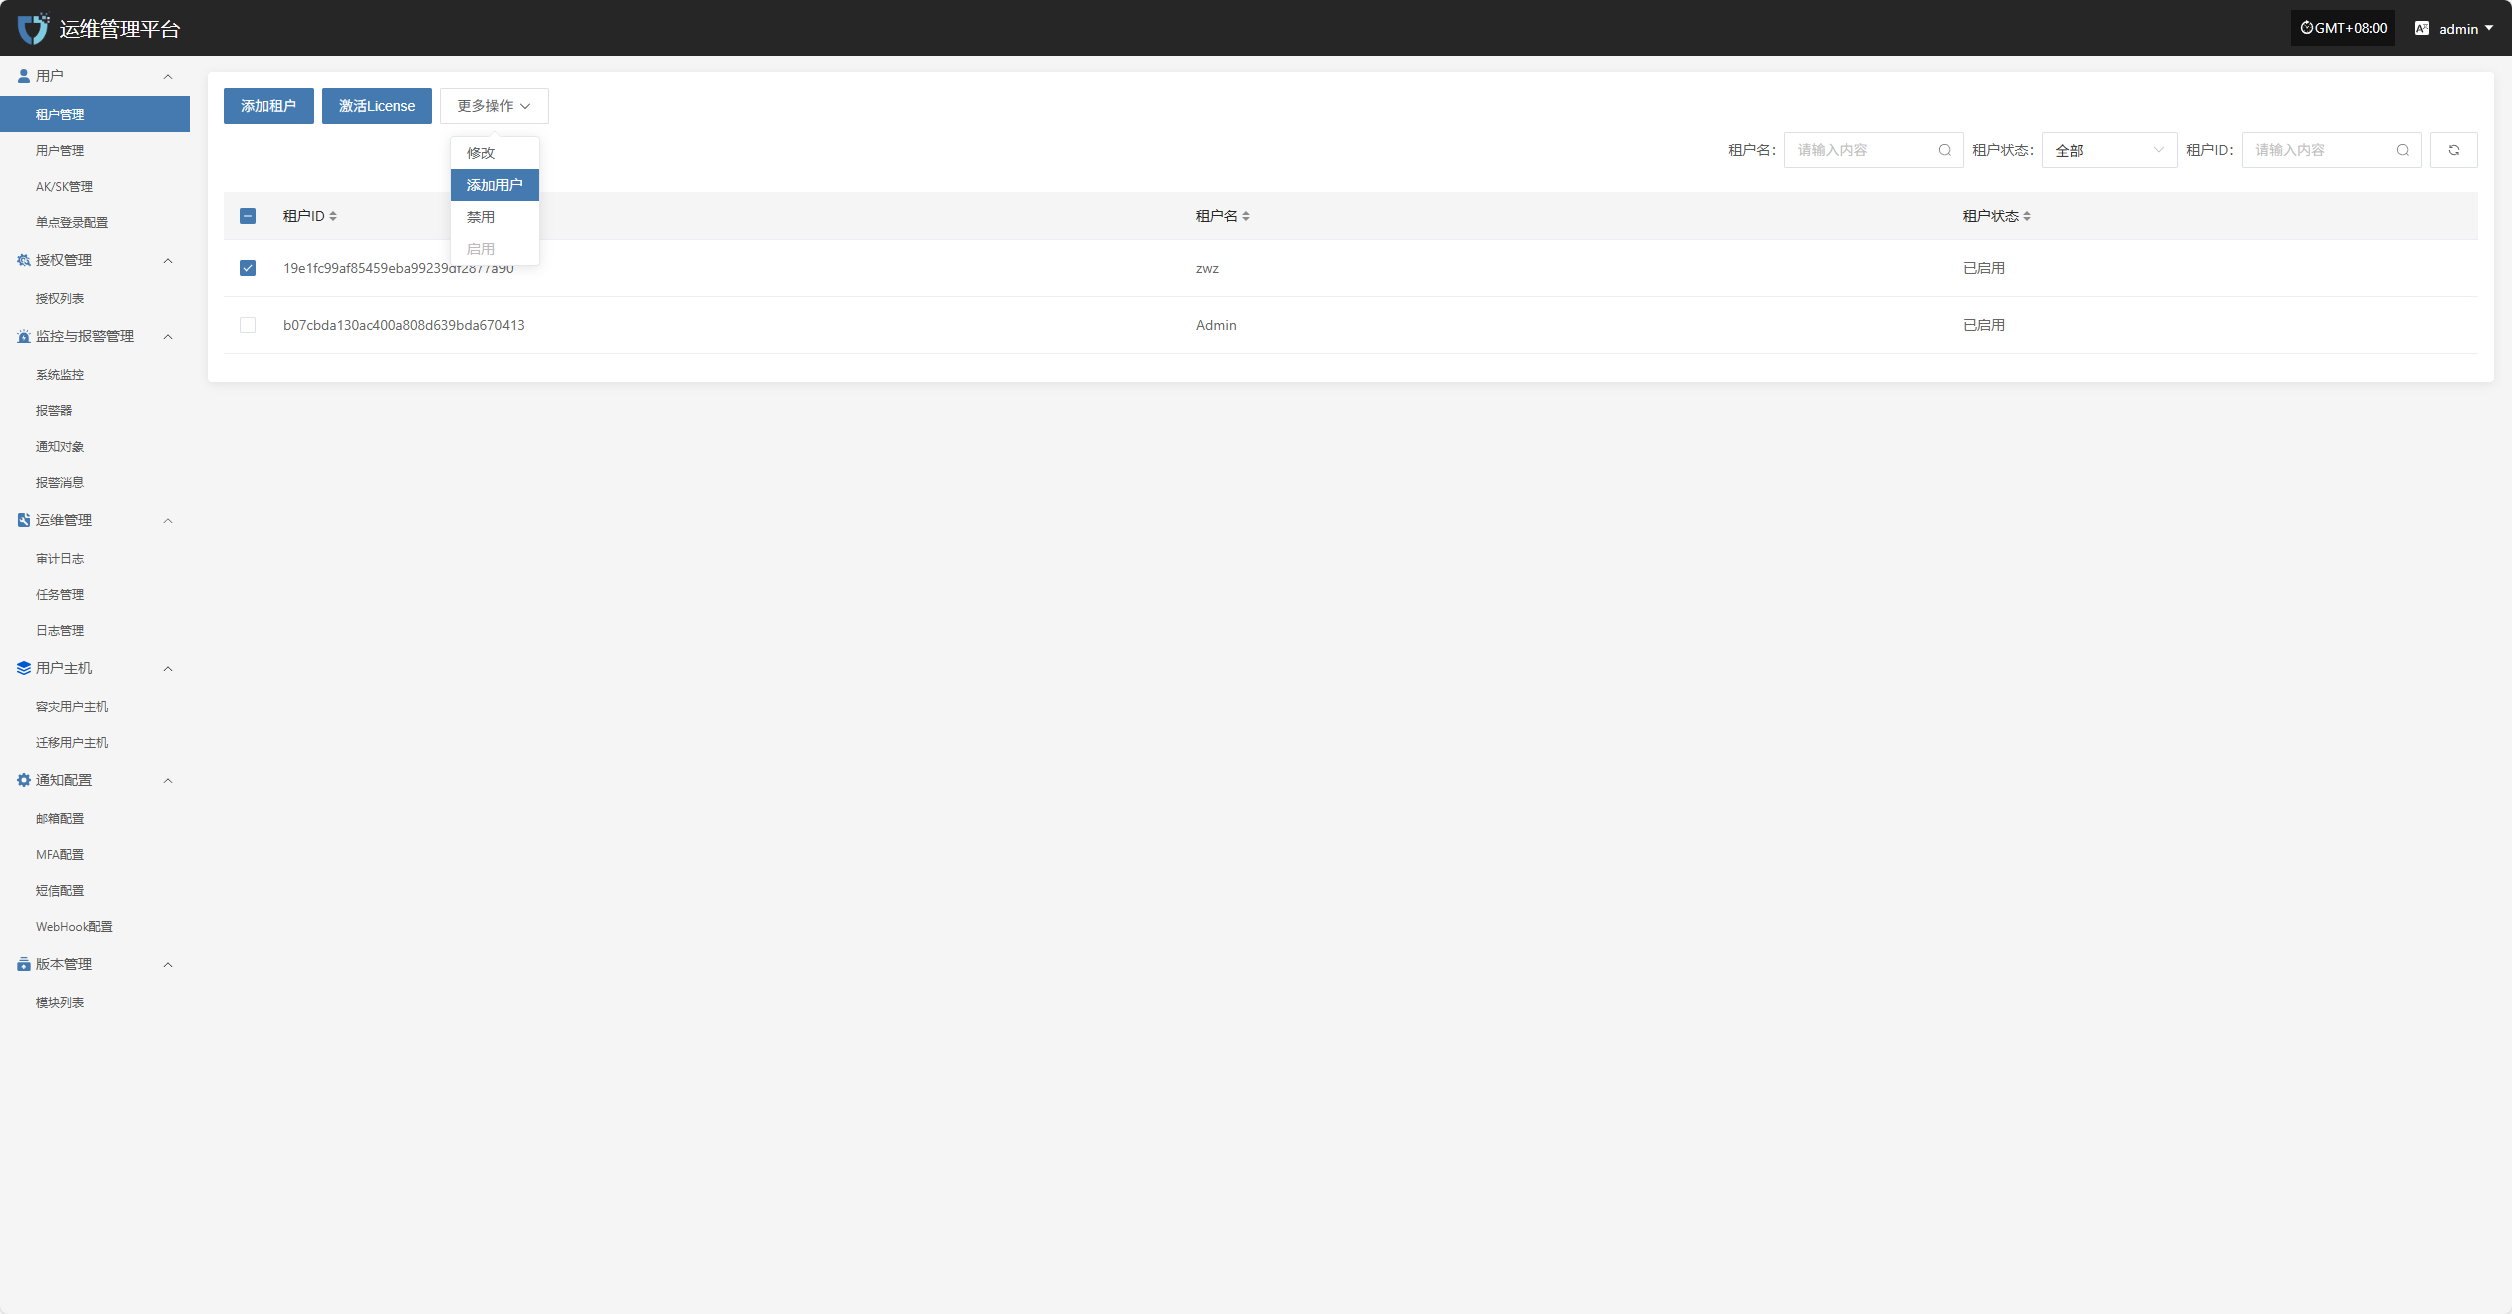 运维管理平台
GMT+08:00
admin
用户
租户管理
用户管理
AK/SK管理
单点登录配置
授权管理
授权列表
监控与报警管理
系统监控
报警器
通知对象
报警消息
运维管理
审计日志
任务管理
日志管理
用户主机
容灾用户主机
迁移用户主机
通知配置
邮箱配置
MFA配置
短信配置
WebHook配置
版本管理
模块列表
添加租户 激活License 更多操作
修改
添加用户
禁用
启用
租户名： 请输入内容 租户状态： 全部 租户ID： 请输入内容
租户ID 租户名 租户状态
19e1fc99af85459eba99239df2877a90 zwz 已启用
b07cbda130ac400a808d639bda670413 Admin 已启用